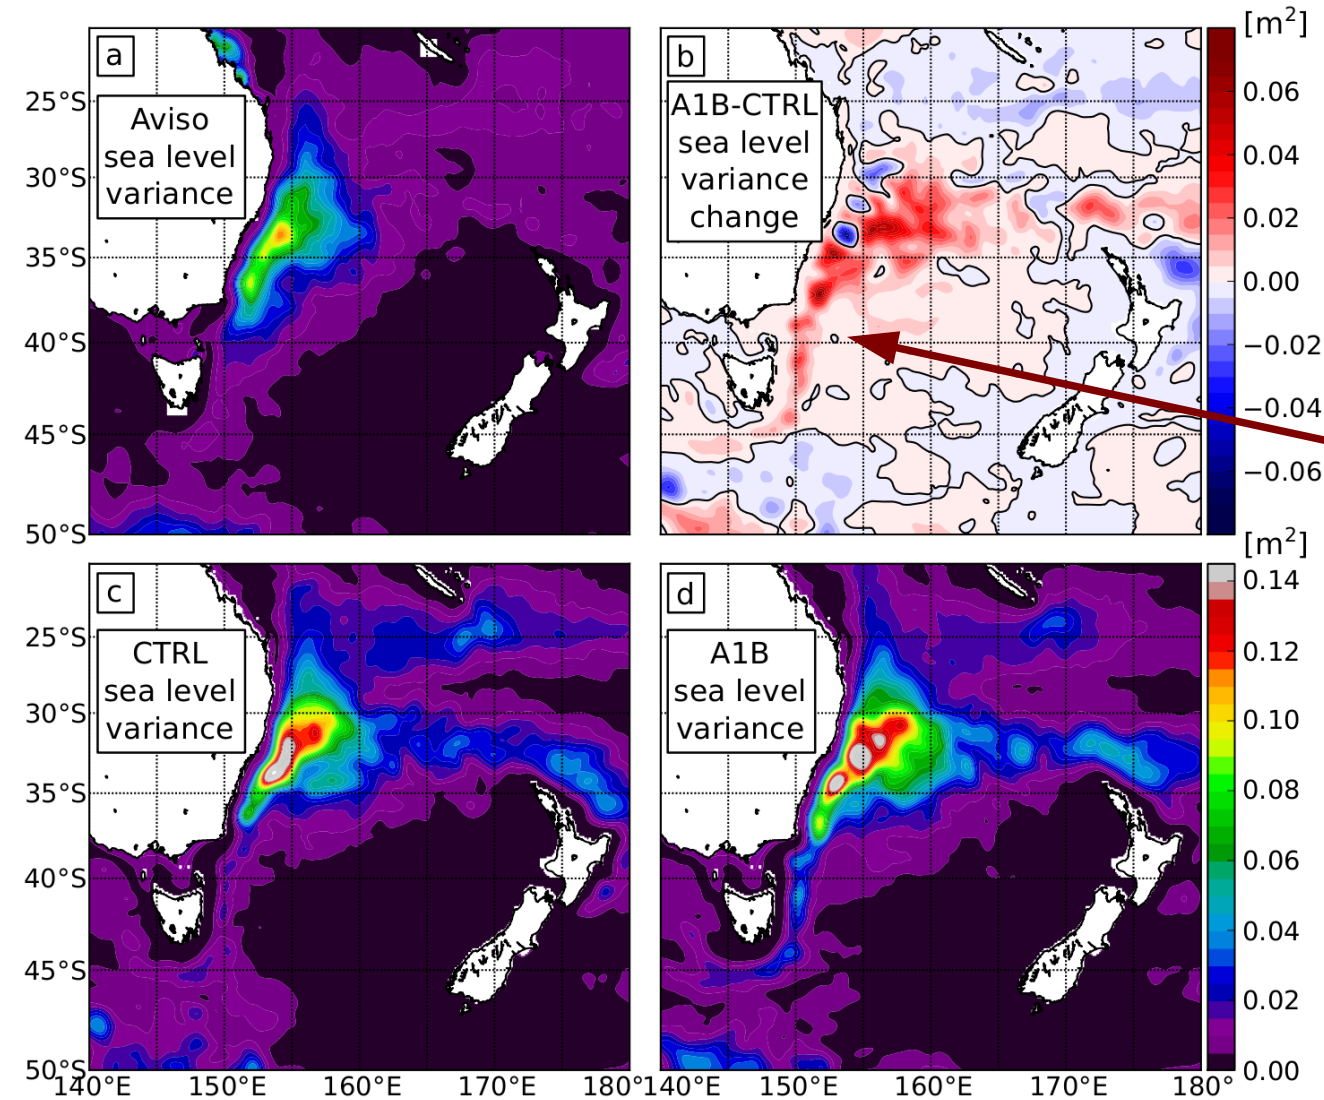 a
Aviso
sea level
variance
25°S
30°S
35°S
40°S
45°S
50°S
b
A1B-CTRL
sea level
variance
change
[m²]
0.06
0.04
0.02
0.00
−0.02
−0.04
−0.06
c
CTRL
sea level
variance
25°S
30°S
35°S
40°S
45°S
50°S
140°E
150°E
160°E
170°E
180°
d
A1B
sea level
variance
140°E
150°E
160°E
170°E
180°
[m²]
0.14
0.12
0.10
0.08
0.06
0.04
0.02
0.00